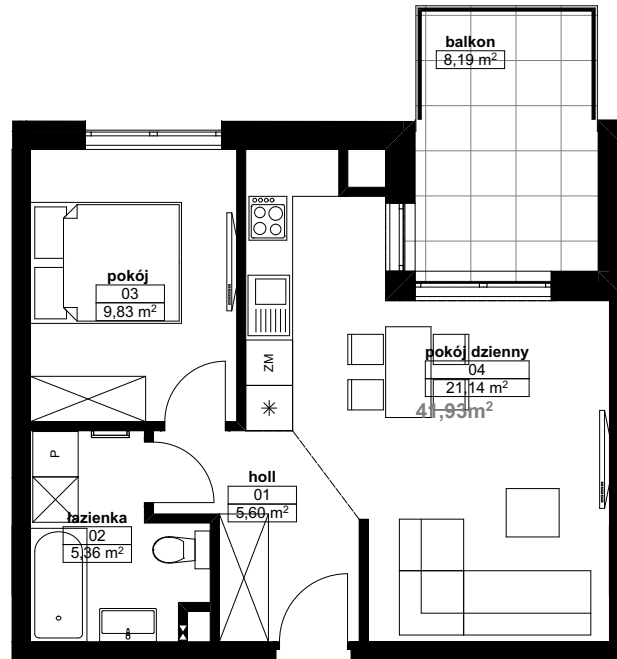 balkon
8,19 m²
pokój
03
9,83 m²
ZM
pokój dzienny
04
21,14 m²
41,93m²
P
holl
01
5,60 m²
łazienka
02
5,36 m²